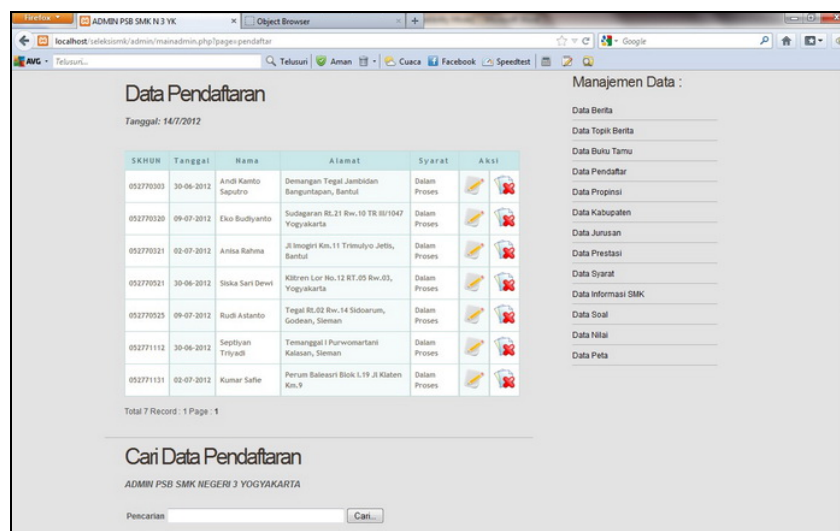 Firefox
ADMIN PSB SMK N 3 YK
Object Browser
localhost/seleksismk/admin/mainadmin.php?page=pendaftar
Google
AVG
Telusuri...
Telusuri
Aman
Cuaca
Facebook
Speedtest
Data Pendaftaran
Tanggal: 14/7/2012
SKHUN Tanggal Nama Alamat Syarat Aksi
052770303 30-06-2012 Andi Kamto Saputro Demangan Tegal Jambidan Banguntapan, Bantul Dalam Proses
052770320 09-07-2012 Eko Budiyanto Sudagaran Rt.21 Rw.10 TR III/1047 Yogyakarta Dalam Proses
052770321 02-07-2012 Anisa Rahma Jl Imogiri Km.11 Trimulyo Jetis, Bantul Dalam Proses
052770521 30-06-2012 Siska Sari Dewi Klitren Lor No.12 RT.05 Rw.03, Yogyakarta Dalam Proses
052770525 09-07-2012 Rudi Astanto Tegal Rt.02 Rw.14 Sidoarum, Godean, Sleman Dalam Proses
052771112 30-06-2012 Septiyan Triyadi Temanggal I Purwomartani Kalasan, Sleman Dalam Proses
052771131 02-07-2012 Kumar Safie Perum Baleasri Blok I.19 Jl Klaten Km.9 Dalam Proses
Total 7 Record : 1 Page : 1
Cari Data Pendaftaran
ADMIN PSB SMK NEGERI 3 YOGYAKARTA
Pencarian
Cari...
Manajemen Data :
Data Berita
Data Topik Berita
Data Buku Tamu
Data Pendaftar
Data Propinsi
Data Kabupaten
Data Jurusan
Data Prestasi
Data Syarat
Data Informasi SMK
Data Soal
Data Nilai
Data Peta